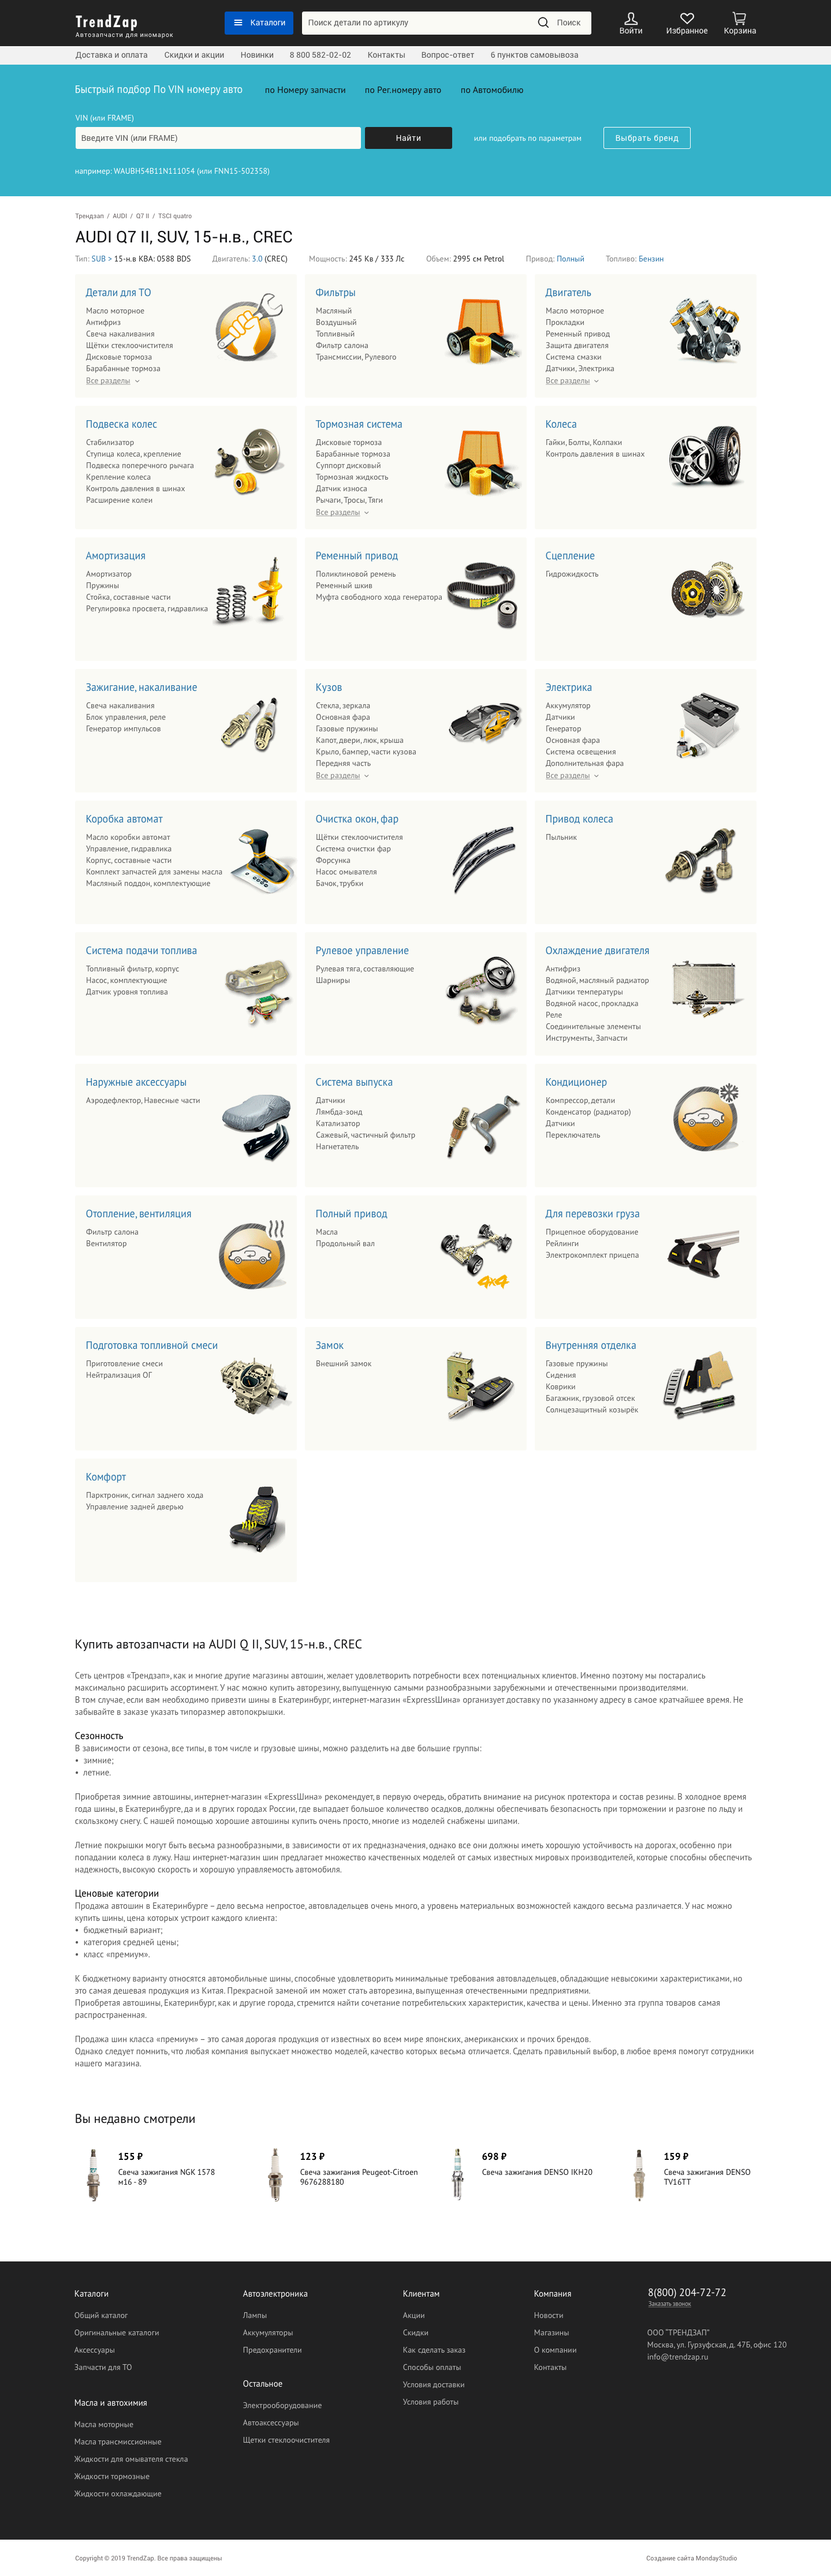 TrendZap
Автозапчасти для иномарок
Каталоги
Поиск детали по артикулу
Поиск
Войти
Избранное
Корзина
Доставка и оплата
Скидки и акции
Новинки
8 800 582-02-02
Контакты
Вопрос-ответ
6 пунктов самовывоза
Быстрый подбор По VIN номеру авто
по Номеру запчасти
по Рег.номеру авто
по Автомобилю
VIN (или FRAME)
Введите VIN (или FRAME)
Найти
или подобрать по параметрам
Выбрать бренд
например: WAUBH54B11N111054 (или FNN15-502358)
Трендзап / AUDI / Q7 II / TSCI quatro
AUDI Q7 II, SUV, 15-н.в., CREC
Тип: SUB > 15-н.в КВА: 0588 BDS
Двигатель: 3.0 (CREC)
Мощность: 245 Кв / 333 Лс
Объем: 2995 см Petrol
Привод: Полный
Топливо: Бензин
Детали для ТО
Масло моторное
Антифриз
Свеча накаливания
Щётки стеклоочистителя
Дисковые тормоза
Барабанные тормоза
Все разделы
Фильтры
Масляный
Воздушный
Топливный
Фильтр салона
Трансмиссии, Рулевого
Двигатель
Масло моторное
Прокладки
Ременный привод
Защита двигателя
Система смазки
Датчики, Электрика
Все разделы
Подвеска колес
Стабилизатор
Ступица колеса, крепление
Подвеска поперечного рычага
Крепление колеса
Контроль давления в шинах
Расширение колеи
Тормозная система
Дисковые тормоза
Барабанные тормоза
Суппорт дисковый
Тормозная жидкость
Датчик износа
Рычаги, Тросы, Тяги
Все разделы
Колеса
Гайки, Болты, Колпаки
Контроль давления в шинах
Амортизация
Амортизатор
Пружины
Стойка, составные части
Регулировка просвета, гидравлика
Ременный привод
Поликлиновой ремень
Ременный шкив
Муфта свободного хода генератора
Сцепление
Гидрожидкость
Зажигание, накаливание
Свеча накаливания
Блок управления, реле
Генератор импульсов
Кузов
Стекла, зеркала
Основная фара
Газовые пружины
Капот, двери, люк, крыша
Крыло, бампер, части кузова
Передняя часть
Все разделы
Электрика
Аккумулятор
Датчики
Генератор
Основная фара
Система освещения
Дополнительная фара
Все разделы
Коробка автомат
Масло коробки автомат
Управление, гидравлика
Корпус, составные части
Комплект запчастей для замены масла
Масляный поддон, комплектующие
Очистка окон, фар
Щётки стеклоочистителя
Система очистки фар
Форсунка
Насос омывателя
Бачок, трубки
Привод колеса
Пыльник
Система подачи топлива
Топливный фильтр, корпус
Насос, комплектующие
Датчик уровня топлива
Рулевое управление
Рулевая тяга, составляющие
Шарниры
Охлаждение двигателя
Антифриз
Водяной, масляный радиатор
Датчики температуры
Водяной насос, прокладка
Реле
Соединительные элементы
Инструменты, Запчасти
Наружные аксессуары
Аэродефлектор, Навесные части
Система выпуска
Датчики
Лямбда-зонд
Катализатор
Сажевый, частичный фильтр
Нагнетатель
Кондиционер
Компрессор, детали
Конденсатор (радиатор)
Датчики
Переключатель
Отопление, вентиляция
Фильтр салона
Вентилятор
Полный привод
Масла
Продольный вал
4x4
Для перевозки груза
Прицепное оборудование
Рейлинги
Электрокомплект прицепа
Подготовка топливной смеси
Приготовление смеси
Нейтрализация ОГ
Замок
Внешний замок
Внутренняя отделка
Газовые пружины
Сидения
Коврики
Багажник, грузовой отсек
Солнцезащитный козырёк
Комфорт
Парктроник, сигнал заднего хода
Управление задней дверью
Купить автозапчасти на AUDI Q II, SUV, 15-н.в., CREC
Сеть центров «Трендзап», как и многие другие магазины автошин, желает удовлетворить потребности всех потенциальных клиентов. Именно поэтому мы постарались
максимально расширить ассортимент. У нас можно купить авторезину, выпущенную самыми разнообразными зарубежными и отечественными производителями.
В том случае, если вам необходимо привезти шины в Екатеринбург, интернет-магазин «ExpressШина» организует доставку по указанному адресу в самое кратчайшее время. Не
забывайте в заказе указать типоразмер автопокрышки.
Сезонность
В зависимости от сезона, все типы, в том числе и грузовые шины, можно разделить на две большие группы:
• зимние;
• летние.
Приобретая зимние автошины, интернет-магазин «ExpressШина» рекомендует, в первую очередь, обратить внимание на рисунок протектора и состав резины. В холодное время
года шины, в Екатеринбурге, да и в других городах России, где выпадает большое количество осадков, должны обеспечивать безопасность при торможении и разгоне по льду и
скользкому снегу. С нашей помощью хорошие автошины купить очень просто, многие из моделей снабжены шипами.
Летние покрышки могут быть весьма разнообразными, в зависимости от их предназначения, однако все они должны иметь хорошую устойчивость на дорогах, особенно при
попадании колеса в лужу. Наш интернет-магазин шин предлагает множество качественных моделей от самых известных мировых производителей, которые способны обеспечить
надежность, высокую скорость и хорошую управляемость автомобиля.
Ценовые категории
Продажа автошин в Екатеринбурге – дело весьма непростое, автовладельцев очень много, а уровень материальных возможностей каждого весьма различается. У нас можно
купить шины, цена которых устроит каждого клиента:
• бюджетный вариант;
• категория средней цены;
• класс «премиум».
К бюджетному варианту относятся автомобильные шины, способные удовлетворить минимальные требования автовладельцев, обладающие невысокими характеристиками, но
это самая дешевая продукция из Китая. Прекрасной заменой им может стать авторезина, выпущенная отечественными предприятиями.
Приобретая автошины, Екатеринбург, как и другие города, стремится найти сочетание потребительских характеристик, качества и цены. Именно эта группа товаров самая
распространенная.
Продажа шин класса «премиум» – это самая дорогая продукция от известных во всем мире японских, американских и прочих брендов.
Однако следует помнить, что любая компания выпускает множество моделей, качество которых весьма отличается. Сделать правильный выбор, в любое время помогут сотрудники
нашего магазина.
Вы недавно смотрели
155 ₽
Свеча зажигания NGK 1578
м16 - 89
123 ₽
Свеча зажигания Peugeot-Citroen
9676288180
698 ₽
Свеча зажигания DENSO IKH20
159 ₽
Свеча зажигания DENSO
TV16TT
Каталоги
Общий каталог
Оригинальные каталоги
Аксессуары
Запчасти для ТО
Масла и автохимия
Масла моторные
Масла трансмиссионные
Жидкости для омывателя стекла
Жидкости тормозные
Жидкости охлаждающие
Автоэлектроника
Лампы
Аккумуляторы
Предохранители
Остальное
Электрооборудование
Автоаксессуары
Щетки стеклоочистителя
Клиентам
Акции
Скидки
Как сделать заказ
Способы оплаты
Условия доставки
Условия работы
Компания
Новости
Магазины
О компании
Контакты
8(800) 204-72-72
Заказать звонок
ООО "ТРЕНДЗАП"
Москва, ул. Гурзуфская, д. 47Б, офис 120
info@trendzap.ru
Copyright © 2019 TrendZap. Все права защищены
Создание сайта MondayStudio